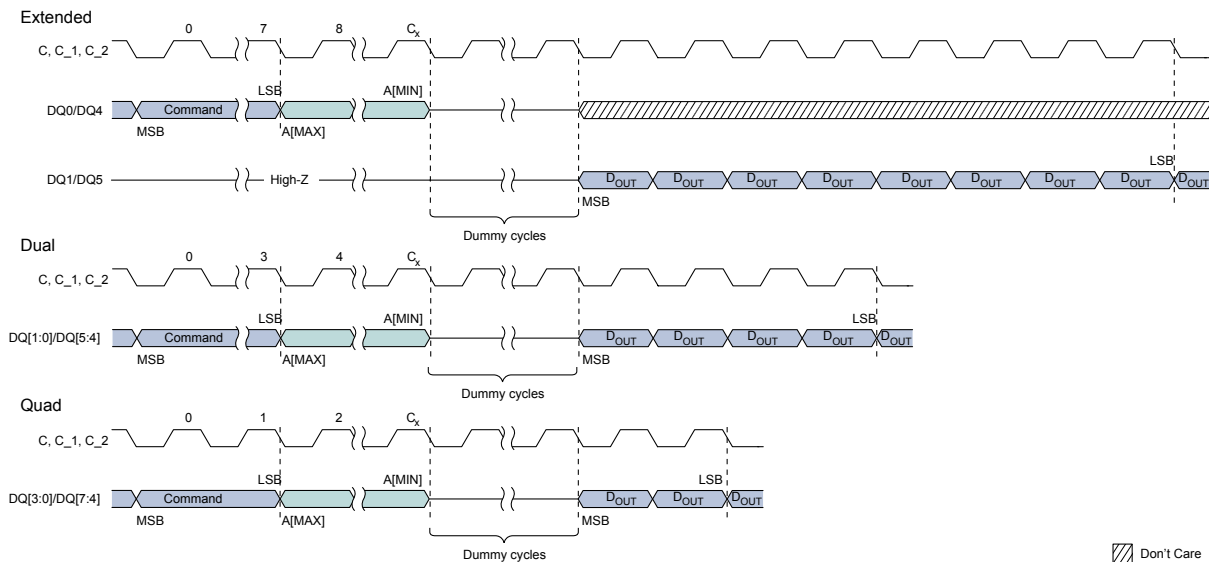 Extended
0 7 8 Cx
C, C_1, C_2
LSB A[MIN]
DQ0/DQ4 Command
MSB A[MAX]
LSB
DQ1/DQ5 High-Z DOUT DOUT DOUT DOUT DOUT DOUT DOUT DOUT DOUT
MSB
Dummy cycles
Dual
0 3 4 Cx
C, C_1, C_2
LSB A[MIN] LSB
DQ[1:0]/DQ[5:4] Command DOUT DOUT DOUT DOUT DOUT
MSB A[MAX] MSB
Dummy cycles
Quad
0 1 2 Cx
C, C_1, C_2
LSB A[MIN] LSB
DQ[3:0]/DQ[7:4] Command DOUT DOUT DOUT
MSB A[MAX] MSB
Dummy cycles
Don't Care